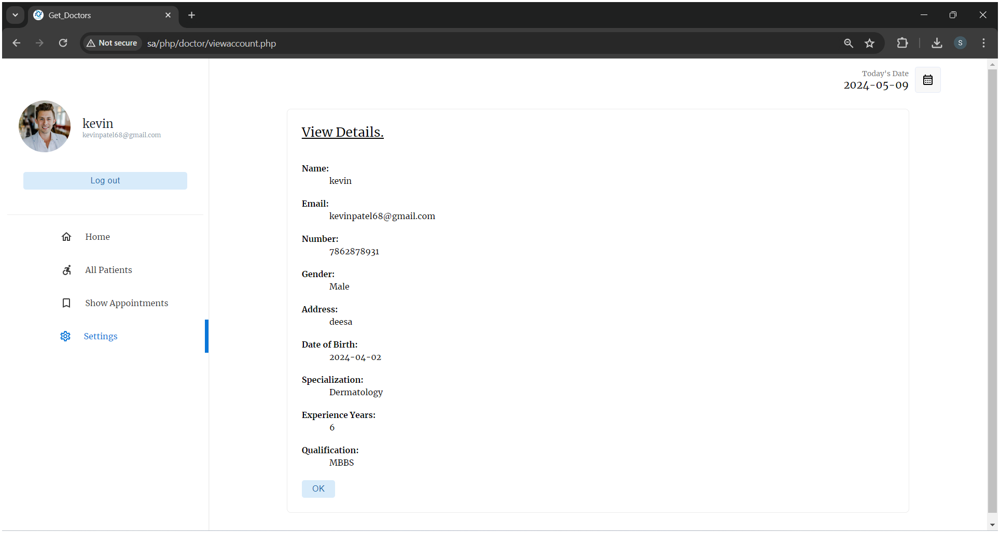 Get_Doctors
Not secure
sa/php/doctor/viewaccount.php
S
Today's Date
2024-05-09
kevin
kevinpatel68@gmail.com
Log out
Home
All Patients
Show Appointments
Settings
View Details.
Name:
kevin
Email:
kevinpatel68@gmail.com
Number:
7862878931
Gender:
Male
Address:
deesa
Date of Birth:
2024-04-02
Specialization:
Dermatology
Experience Years:
6
Qualification:
MBBS
OK